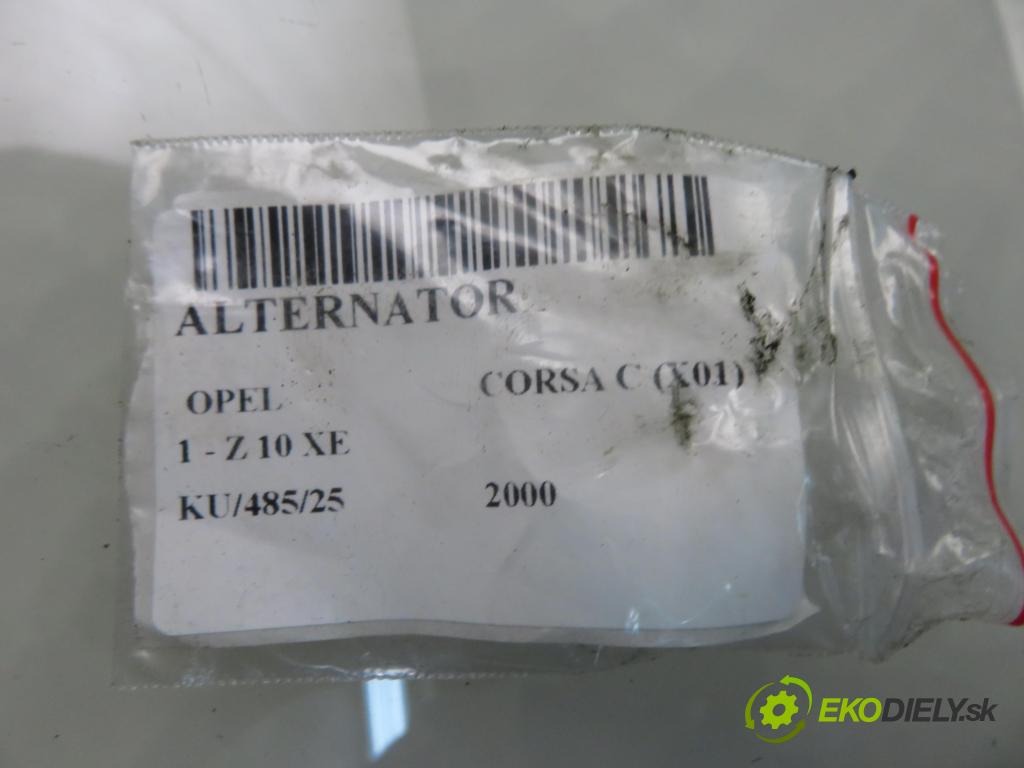 ALTERNATOR
OPEL CORSA C (X01)
1 - Z 10 XE
KU/485/25 2000
EKODIELY.sk